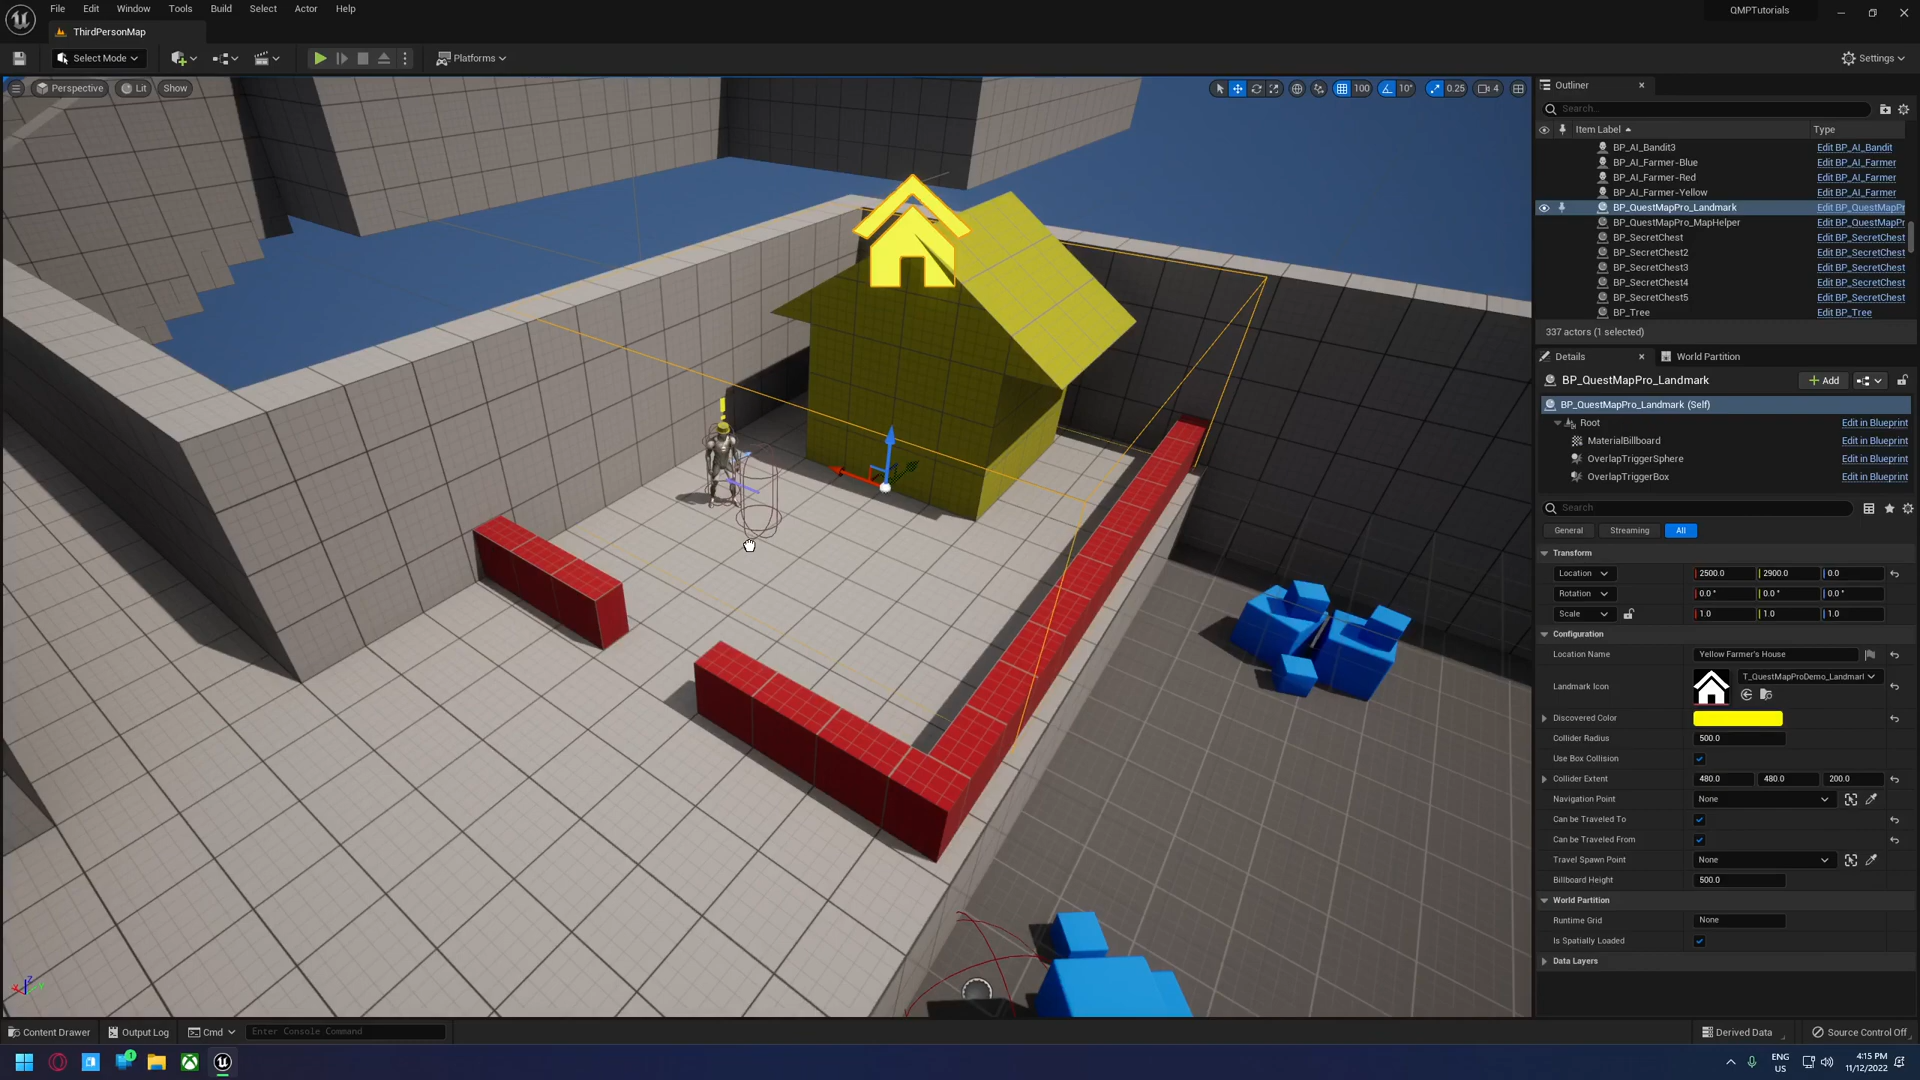 File Edit Window Tools Build Select Actor Help
QMPTutorials
ThirdPersonMap
Select Mode
Platforms
Settings
Perspective Lit Show
100 10° 0.25 4
Outliner
Search...
Item Label Type
BP_AI_Bandit3 Edit BP_AI_Bandit
BP_AI_Farmer-Blue Edit BP_AI_Farmer
BP_AI_Farmer-Red Edit BP_AI_Farmer
BP_AI_Farmer-Yellow Edit BP_AI_Farmer
BP_QuestMapPro_Landmark Edit BP_QuestMapPr
BP_QuestMapPro_MapHelper Edit BP_QuestMapPr
BP_SecretChest Edit BP_SecretChest
BP_SecretChest2 Edit BP_SecretChest
BP_SecretChest3 Edit BP_SecretChest
BP_SecretChest4 Edit BP_SecretChest
BP_SecretChest5 Edit BP_SecretChest
BP_Tree Edit BP_Tree
337 actors (1 selected)
Details World Partition
BP_QuestMapPro_Landmark Add
BP_QuestMapPro_Landmark (Self)
Root Edit in Blueprint
MaterialBillboard Edit in Blueprint
OverlapTriggerSphere Edit in Blueprint
OverlapTriggerBox Edit in Blueprint
Search
General Streaming All
Transform
Location 2500.0 2900.0 0.0
Rotation 0.0 ° 0.0 ° 0.0 °
Scale 1.0 1.0 1.0
Configuration
Location Name Yellow Farmer's House
Landmark Icon T_QuestMapProDemo_Landmarl
Discovered Color
Collider Radius 500.0
Use Box Collision
Collider Extent 480.0 480.0 200.0
Navigation Point None
Can be Traveled To
Can be Traveled From
Travel Spawn Point None
Billboard Height 500.0
World Partition
Runtime Grid None
Is Spatially Loaded
Data Layers
Z
Content Drawer Output Log Cmd Enter Console Command
Derived Data Source Control Off
1
ENG
US
4:15 PM
11/12/2022